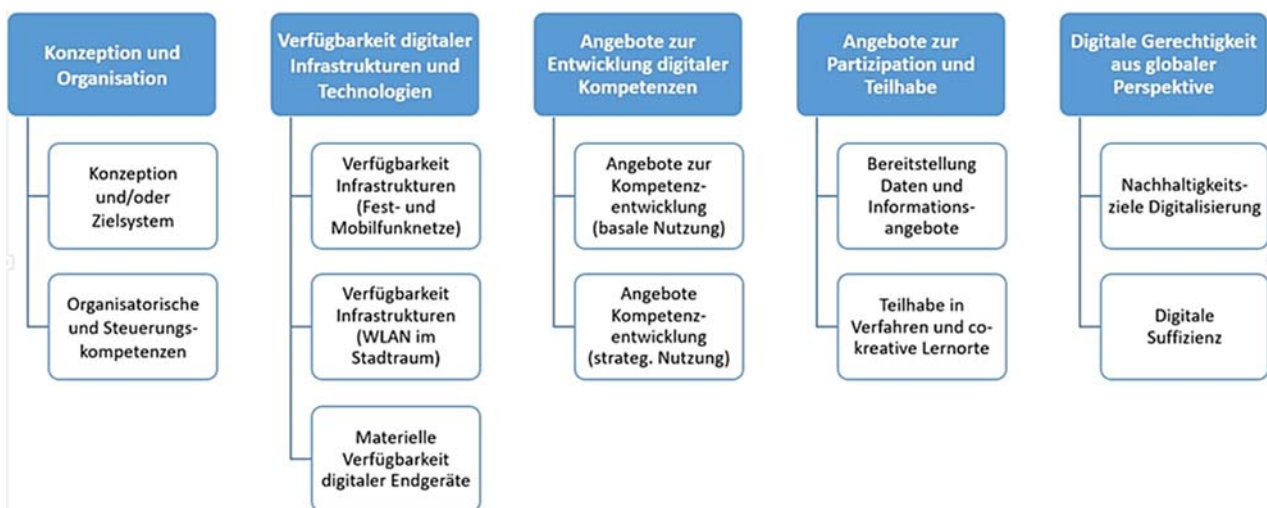 Konzeption und
Organisation
Konzeption
und/oder
Zielsystem
Organisatorische
und Steuerungs-
kompetenzen
Verfügbarkeit digitaler
Infrastrukturen und
Technologien
Verfügbarkeit
Infrastrukturen
(Fest- und
Mobilfunknetze)
Verfügbarkeit
Infrastrukturen
(WLAN im
Stadtraum)
Materielle
Verfügbarkeit
digitaler Endgeräte
Angebote zur
Entwicklung digitaler
Kompetenzen
Angebote zur
Kompetenz-
entwicklung
(basale Nutzung)
Angebote
Kompetenz-
entwicklung
(strateg. Nutzung)
Angebote zur
Partizipation und
Teilhabe
Bereitstellung
Daten und
Informations-
angebote
Teilhabe in
Verfahren und co-
kreative Lernorte
Digitale Gerechtigkeit
aus globaler
Perspektive
Nachhaltigkeits-
ziele Digitalisierung
Digitale
Suffizienz